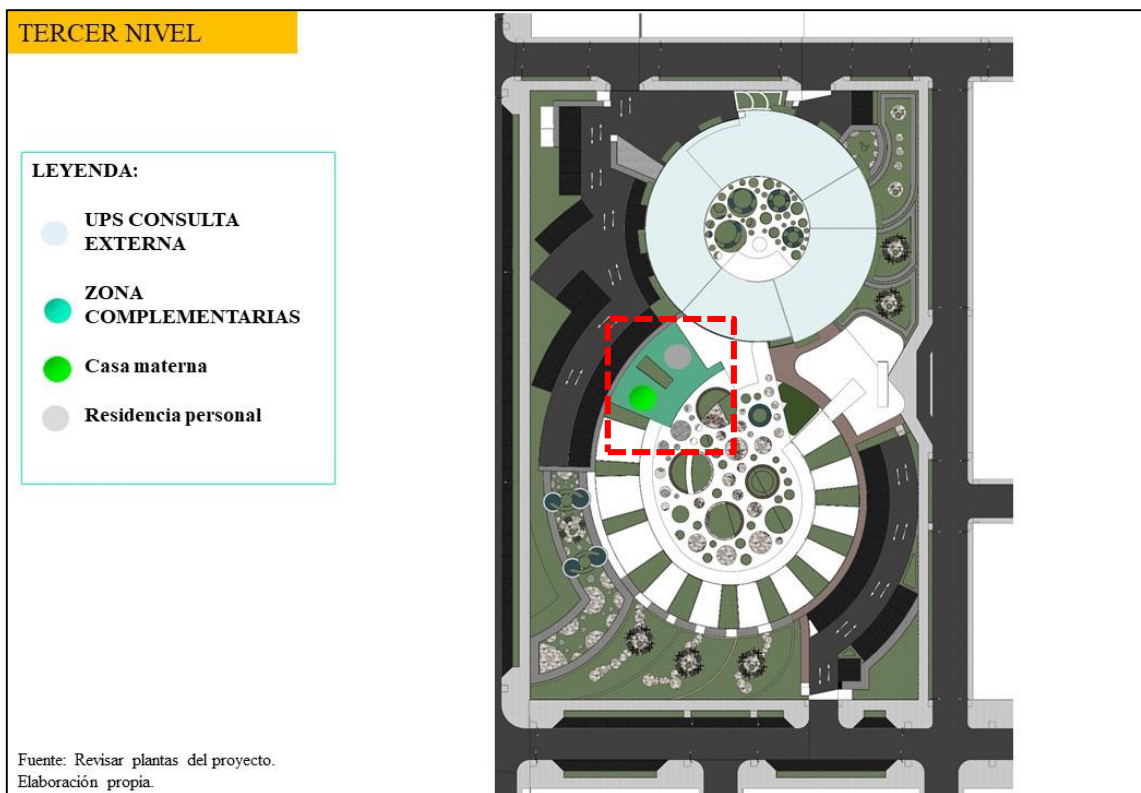 TERCER NIVEL
LEYENDA:
UPS CONSULTA
EXTERNA
ZONA
COMPLEMENTARIAS
Casa materna
Residencia personal
Fuente: Revisar plantas del proyecto.
Elaboración propia.